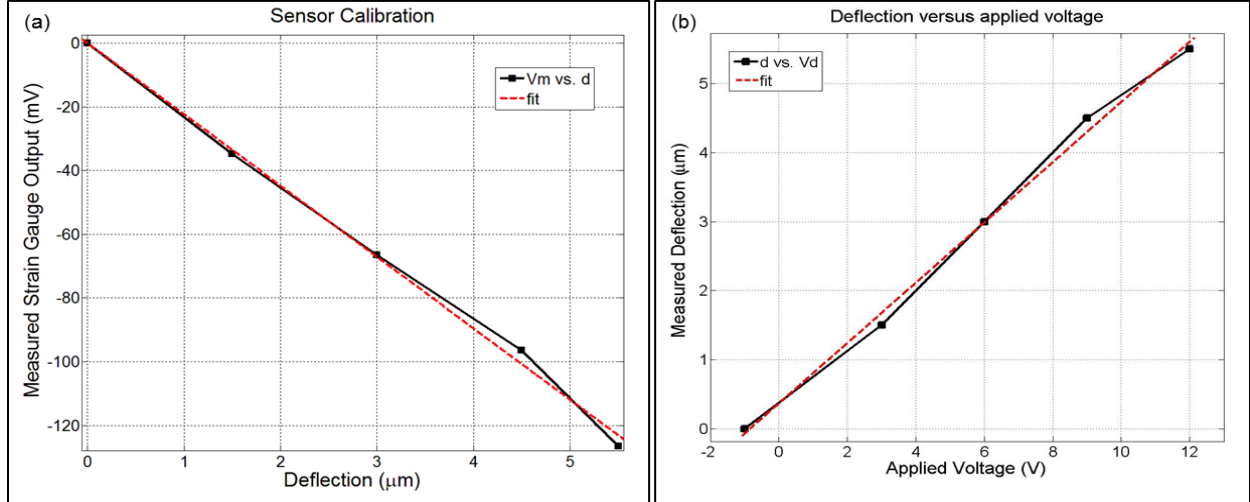 (a)
Sensor Calibration
Measured Strain Gauge Output (mV)
0
-20
-40
-60
-80
-100
-120
Vm vs. d
fit
0 1 2 3 4 5
Deflection (μm)
(b)
Deflection versus applied voltage
Measured Deflection (μm)
5
4
3
2
1
0
d vs. Vd
fit
-2 0 2 4 6 8 10 12
Applied Voltage (V)